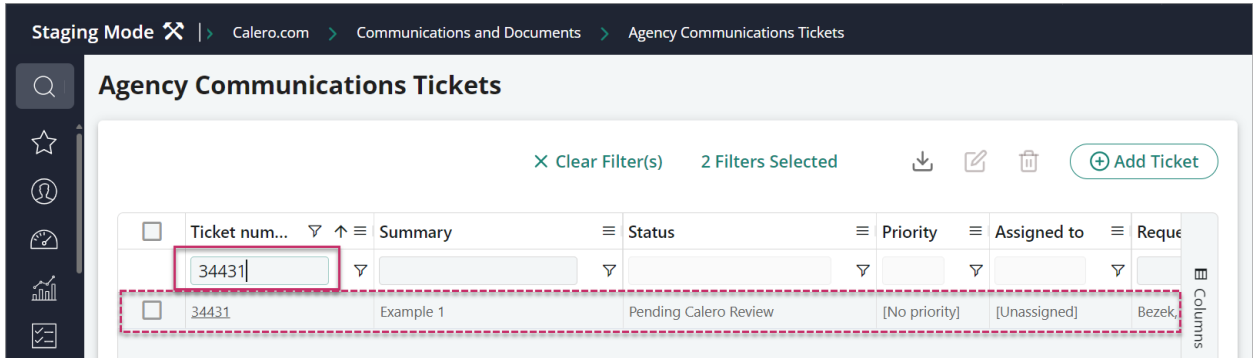 Staging Mode > Calero.com > Communications and Documents > Agency Communications Tickets
Agency Communications Tickets
Clear Filter(s) 2 Filters Selected Add Ticket
Ticket num... Summary Status Priority Assigned to Reque
34431
34431 Example 1 Pending Calero Review [No priority] [Unassigned] Bezek,
Columns